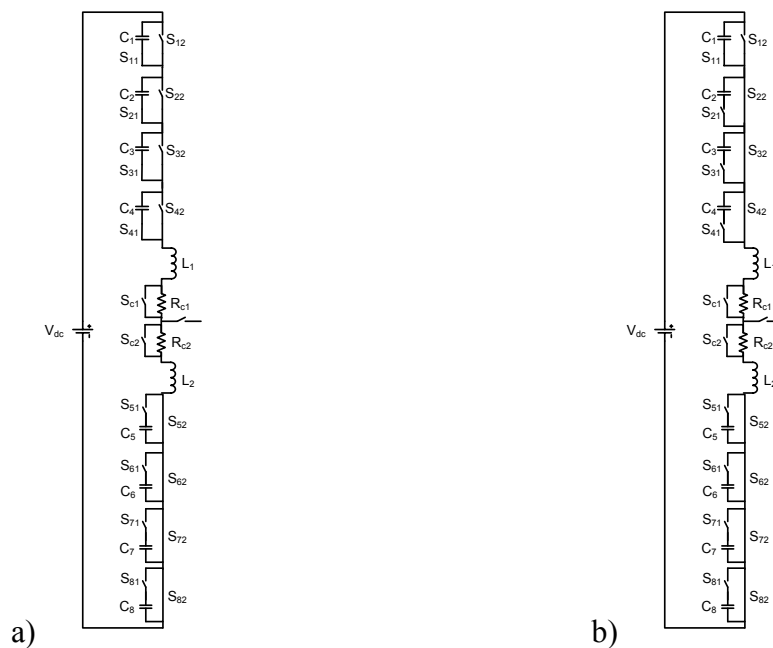 C1
S12
S11
C2
S22
S21
C3
S32
S31
C4
S42
S41
L1
Sc1
Rc1
Vdc
Sc2
Rc2
L2
S51
S52
C5
S61
S62
C6
S71
S72
C7
S81
S82
C8
a)
C1
S12
S11
C2
S22
S21
C3
S32
S31
C4
S42
S41
L
Sc1
Rc1
Vdc
Sc2
Rc2
L
S51
S52
C5
S61
S62
C6
S71
S72
C7
S81
S82
C8
b)